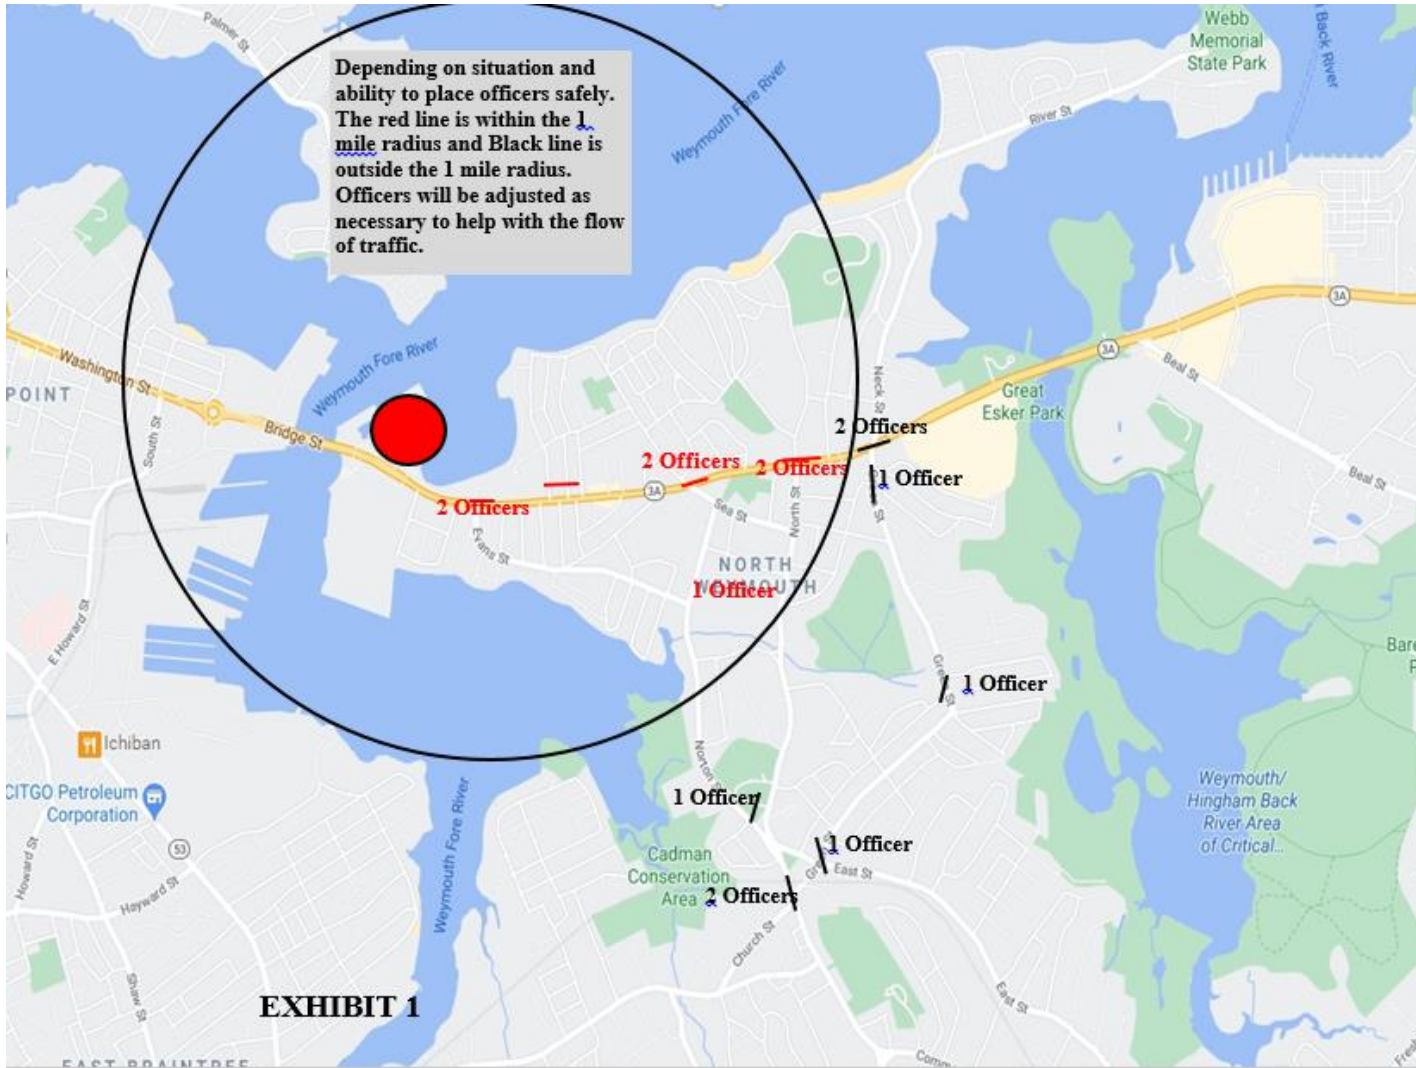 Palmer St
Webb
Memorial
State Park
Back River
Depending on situation and
ability to place officers safely.
The red line is within the 1
mile radius and Black line is
outside the 1 mile radius.
Officers will be adjusted as
necessary to help with the flow
of traffic.
Weymouth Fore River
River St
3A
Washington St
POINT
Weymouth Fore River
3A
Beal St
Neck St
Great
Esker Park
South St
Bridge St
2 Officers
2 Officers
2 Officers
1 Officer
Beal St
3A
2 Officers
Sea St
North St
St
Evans St
NORTH
WEYMOUTH
1 Officer
E Howard St
Bare
1 Officer
Ichiban
Norton S
CITGO Petroleum
Corporation
1 Officer
Weymouth/
Hingham Back
River Area
of Critical...
Weymouth Fore River
53
Howard St
Hayward St
Cadman
Conservation
Area
1 Officer
East St
2 Officers
Church St
Shaw St
EXHIBIT 1
East St
EAST BRAINTREE
Comm